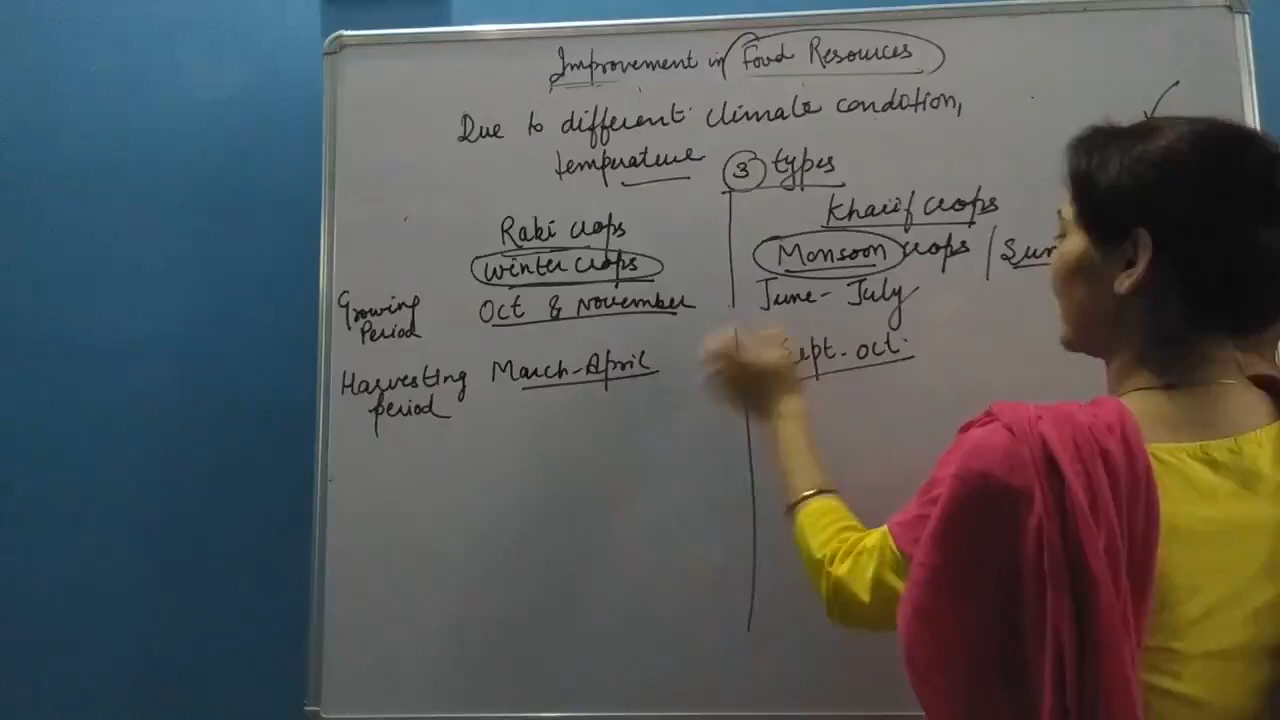 Improvement in Food Resources
Due to different climate condition,
temperature 3 types
Rabi crops
Winter crops
Growing Period Oct & November
Harvesting period March-April
Kharif crops
Monsoon crops /
June - July
Sept - Oct.